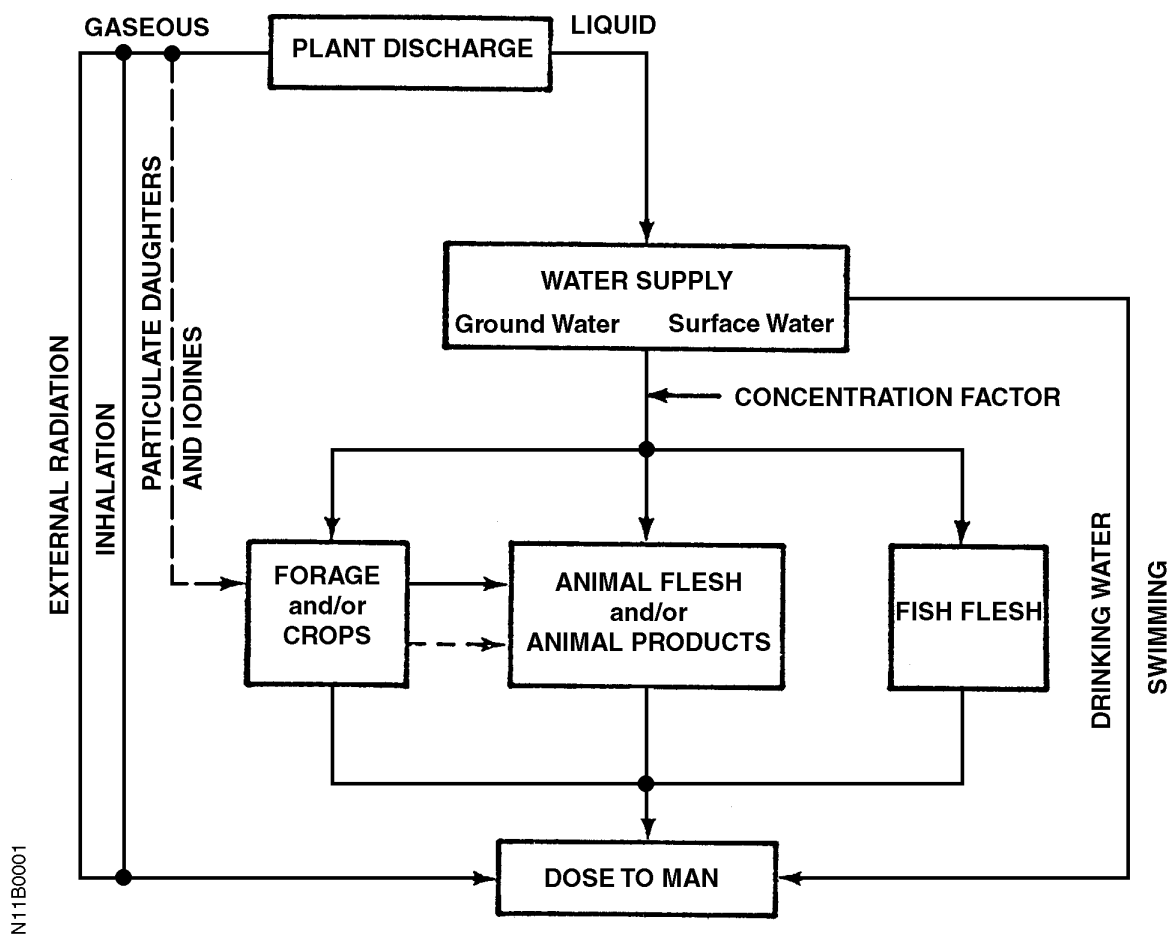 GASEOUS
PLANT DISCHARGE
LIQUID
EXTERNAL RADIATION
INHALATION
PARTICULATE DAUGHTERS
AND IODINES
WATER SUPPLY
Ground Water Surface Water
CONCENTRATION FACTOR
FORAGE
and/or
CROPS
ANIMAL FLESH
and/or
ANIMAL PRODUCTS
FISH FLESH
DRINKING WATER
SWIMMING
DOSE TO MAN
N11B0001